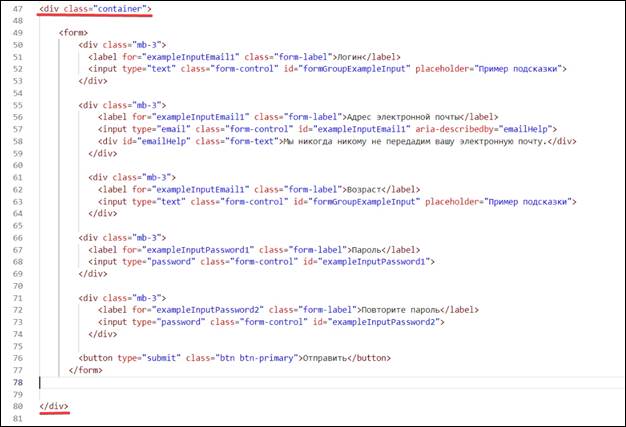 47 <div class="container">
48
49 <form>
50 <div class="mb-3">
51 <label for="exampleInputEmail1" class="form-label">Логин</label>
52 <input type="text" class="form-control" id="formGroupExampleInput" placeholder="Пример подсказки">
53 </div>
54
55 <div class="mb-3">
56 <label for="exampleInputEmail1" class="form-label">Адрес электронной почты</label>
57 <input type="email" class="form-control" id="exampleInputEmail1" aria-describedby="emailHelp">
58 <div id="emailHelp" class="form-text">Мы никогда никому не передадим вашу электронную почту.</div>
59 </div>
60
61 <div class="mb-3">
62 <label for="exampleInputEmail1" class="form-label">Возраст</label>
63 <input type="text" class="form-control" id="formGroupExampleInput" placeholder="Пример подсказки">
64 </div>
65
66 <div class="mb-3">
67 <label for="exampleInputPassword1" class="form-label">Пароль</label>
68 <input type="password" class="form-control" id="exampleInputPassword1">
69 </div>
70
71 <div class="mb-3">
72 <label for="exampleInputPassword2" class="form-label">Повторите пароль</label>
73 <input type="password" class="form-control" id="exampleInputPassword2">
74 </div>
75
76 <button type="submit" class="btn btn-primary">Отправить</button>
77 </form>
78
79
80 </div>
81